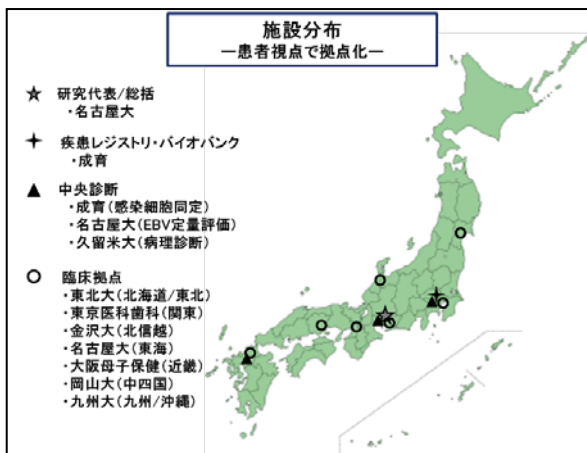 施設分布
―患者視点で拠点化―
研究代表/総括
・名古屋大
疾患レジストリ・バイオバンク
・成育
中央診断
・成育(感染細胞同定)
・名古屋大(EBV定量評価)
・久留米大(病理診断)
臨床拠点
・東北大(北海道/東北)
・東京医科歯科(関東)
・金沢大(北信越)
・名古屋大(東海)
・大阪母子保健(近畿)
・岡山大(中四国)
・九州大(九州/沖縄)